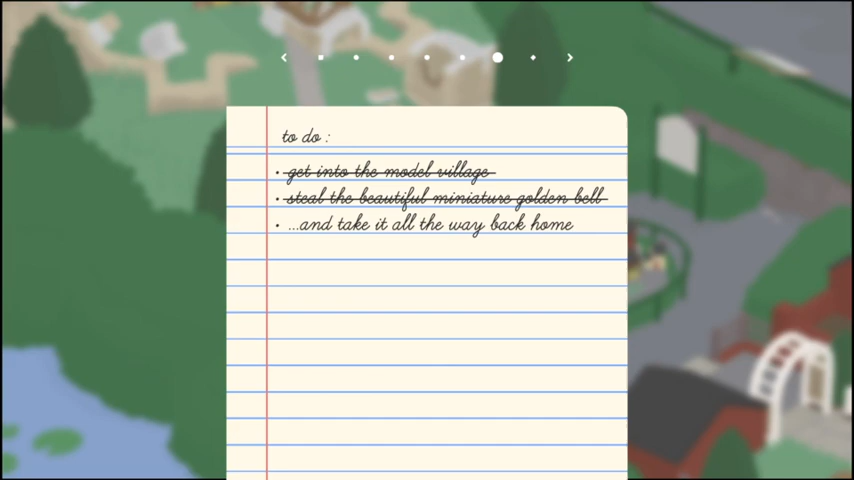 to do :
• get into the model village
• steal the beautiful miniature golden bell
• ...and take it all the way back home